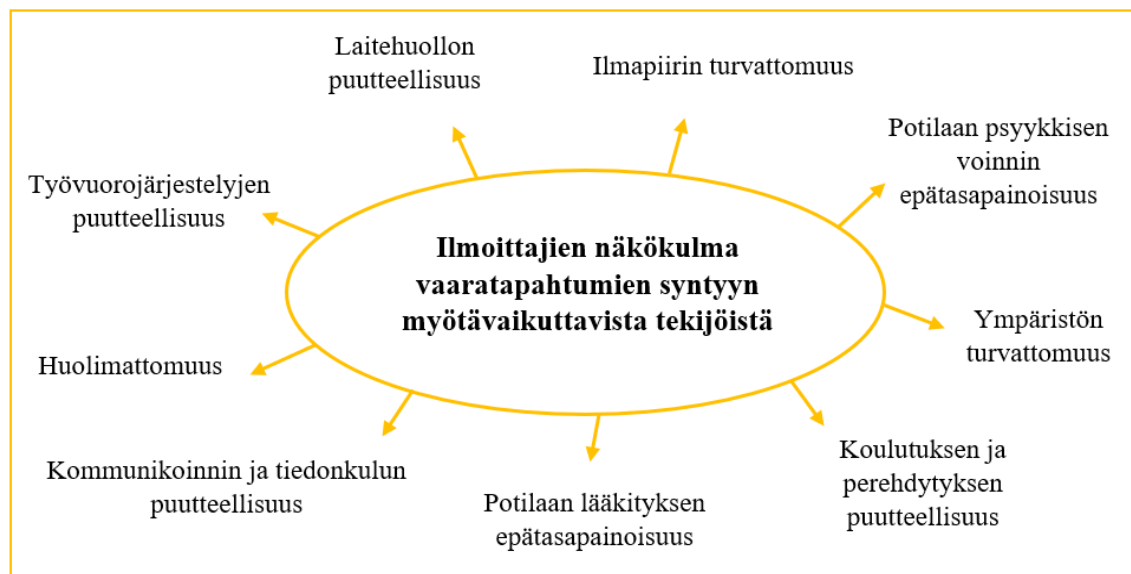 Laitehuollon
puutteellisuus
Ilmapiirin turvattomuus
Potilaan psyykkisen
voinnin
epätasapainoisuus
Työvuorojärjestelyjen
puutteellisuus
Ilmoittajien näkökulma
vaaratapahtumien syntyyn
myötävaikuttavista tekijöistä
Ympäristön
turvattomuus
Huolimattomuus
Kommunikoinnin ja tiedonkulun
puutteellisuus
Potilaan lääkityksen
epätasapainoisuus
Koulutuksen ja
perehdytyksen
puutteellisuus